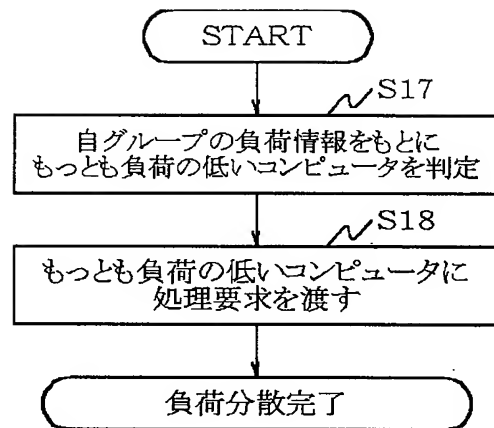 START
S17
自グループの負荷情報をもとに
もっとも負荷の低いコンピュータを判定
S18
もっとも負荷の低いコンピュータに
処理要求を渡す
負荷分散完了